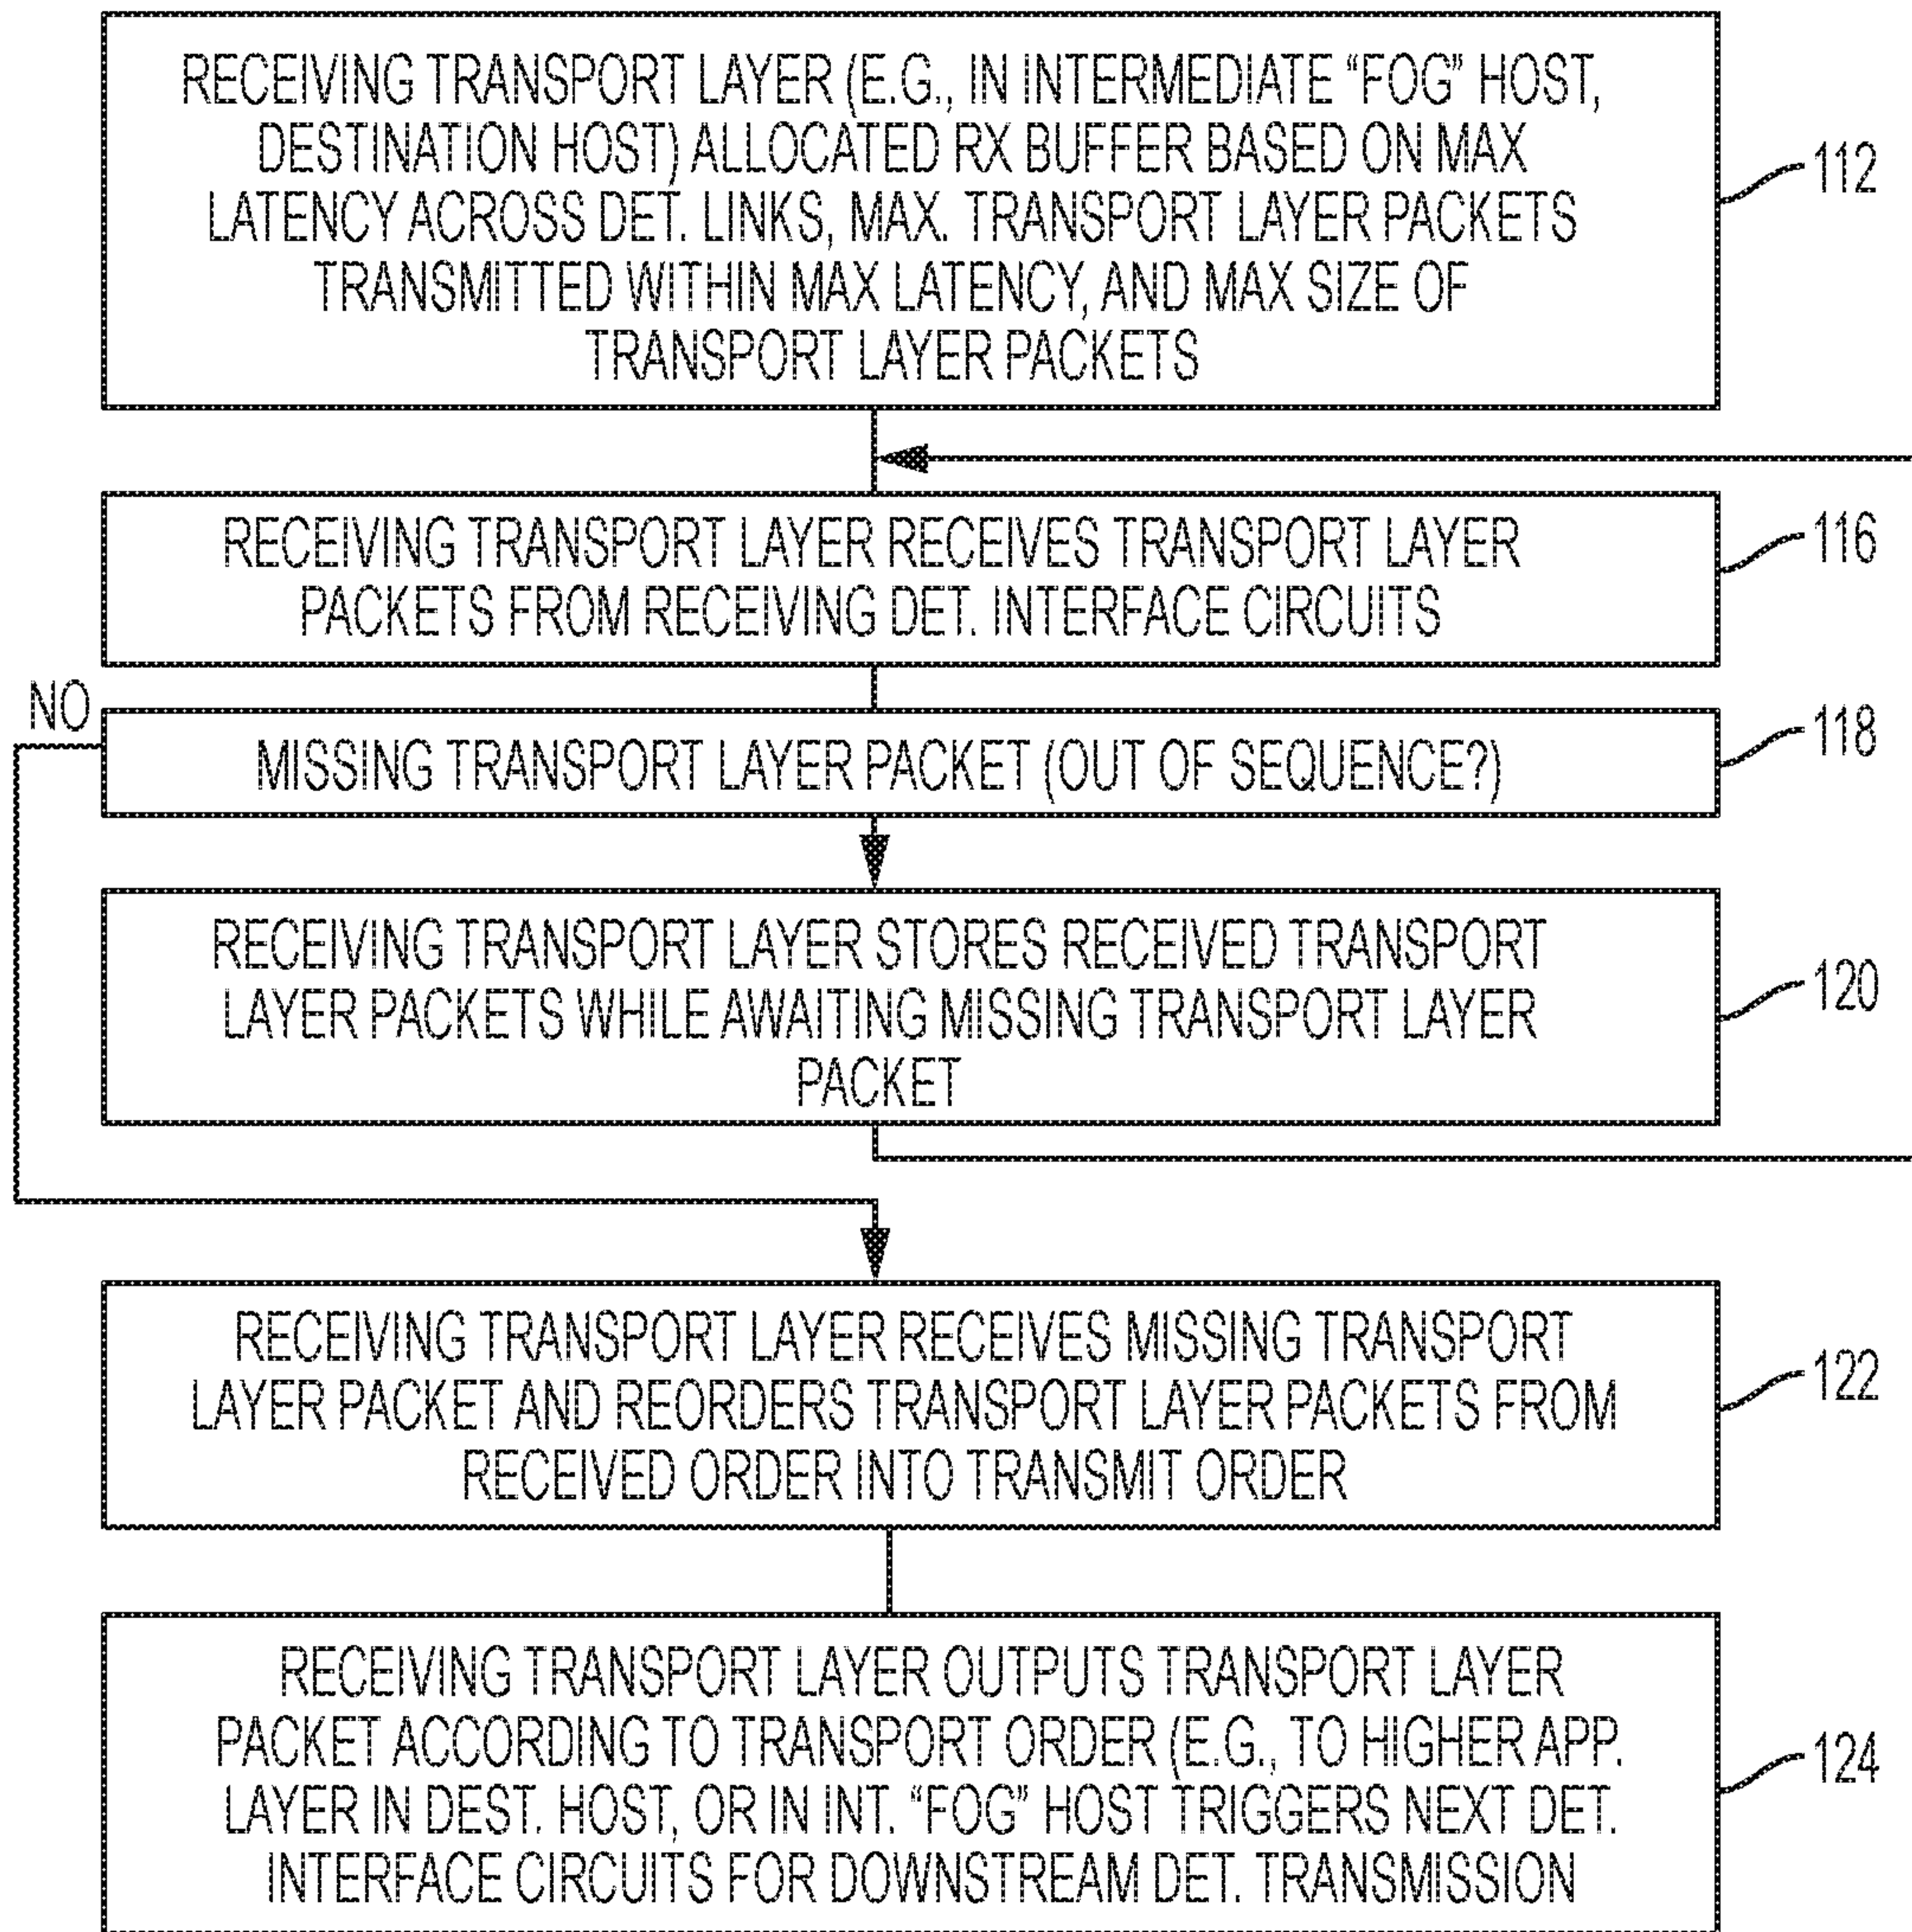 RECEIVING TRANSPORT LAYER (E.G., IN INTERMEDIATE “FOG” HOST,
DESTINATION HOST) ALLOCATED RX BUFFER BASED ON MAX
LATENCY ACROSS DET. LINKS, MAX. TRANSPORT LAYER PACKETS
TRANSMITTED WITHIN MAX LATENCY, AND MAX SIZE OF
TRANSPORT LAYER PACKETS
112
RECEIVING TRANSPORT LAYER RECEIVES TRANSPORT LAYER
PACKETS FROM RECEIVING DET. INTERFACE CIRCUITS
116
NO
MISSING TRANSPORT LAYER PACKET (OUT OF SEQUENCE?)
118
RECEIVING TRANSPORT LAYER STORES RECEIVED TRANSPORT
LAYER PACKETS WHILE AWAITING MISSING TRANSPORT LAYER
PACKET
120
RECEIVING TRANSPORT LAYER RECEIVES MISSING TRANSPORT
LAYER PACKET AND REORDERS TRANSPORT LAYER PACKETS FROM
RECEIVED ORDER INTO TRANSMIT ORDER
122
RECEIVING TRANSPORT LAYER OUTPUTS TRANSPORT LAYER
PACKET ACCORDING TO TRANSPORT ORDER (E.G., TO HIGHER APP.
LAYER IN DEST. HOST, OR IN INT. “FOG” HOST TRIGGERS NEXT DET.
INTERFACE CIRCUITS FOR DOWNSTREAM DET. TRANSMISSION
124